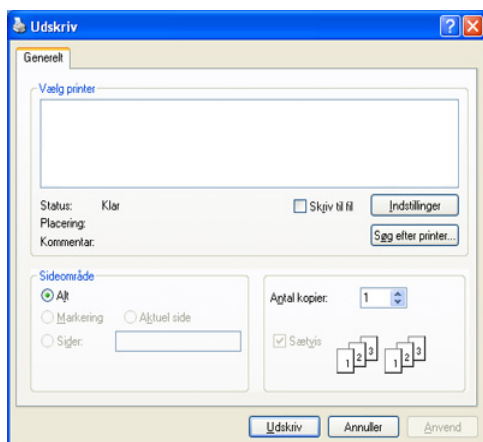 Udskriv
Generelt
Vælg printer
Status: Klar
Placering:
Kommentar:
Skriv til fil
Indstillinger
Søg efter printer...
Sideområde
Alt
Markering
Aktuel side
Sider:
Antal kopier: 1
Sætvis
1 2 3 1 2 3
Udskriv Annuller Anvend